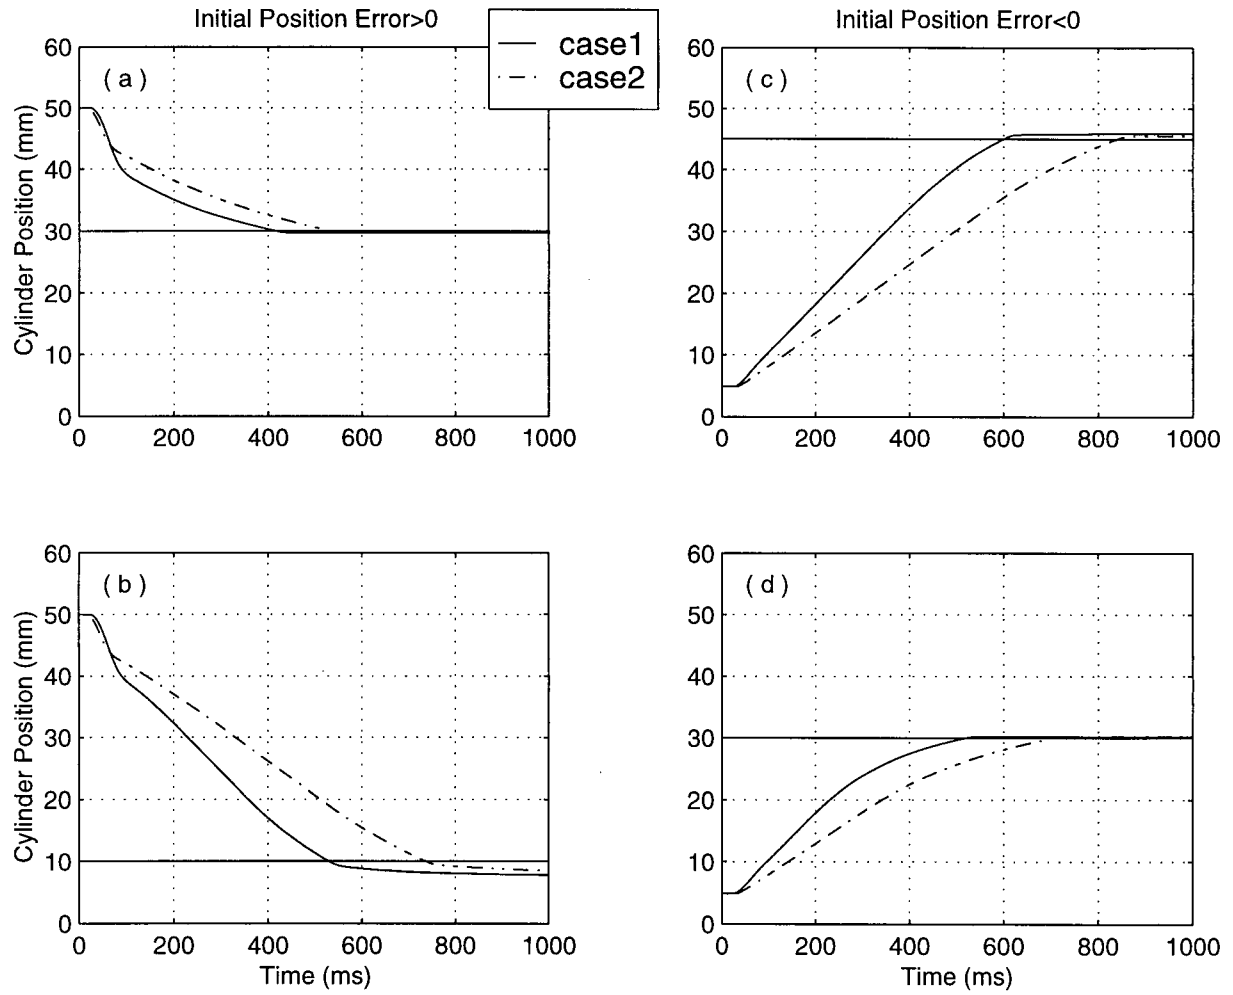 Initial Position Error>0
Initial Position Error<0
case1
case2
( a )
Cylinder Position (mm)
60
50
40
30
20
10
0
0 200 400 600 800 1000
( c )
60
50
40
30
20
10
0
0 200 400 600 800 1000
( b )
Cylinder Position (mm)
60
50
40
30
20
10
0
0 200 400 600 800 1000
Time (ms)
( d )
60
50
40
30
20
10
0
0 200 400 600 800 1000
Time (ms)